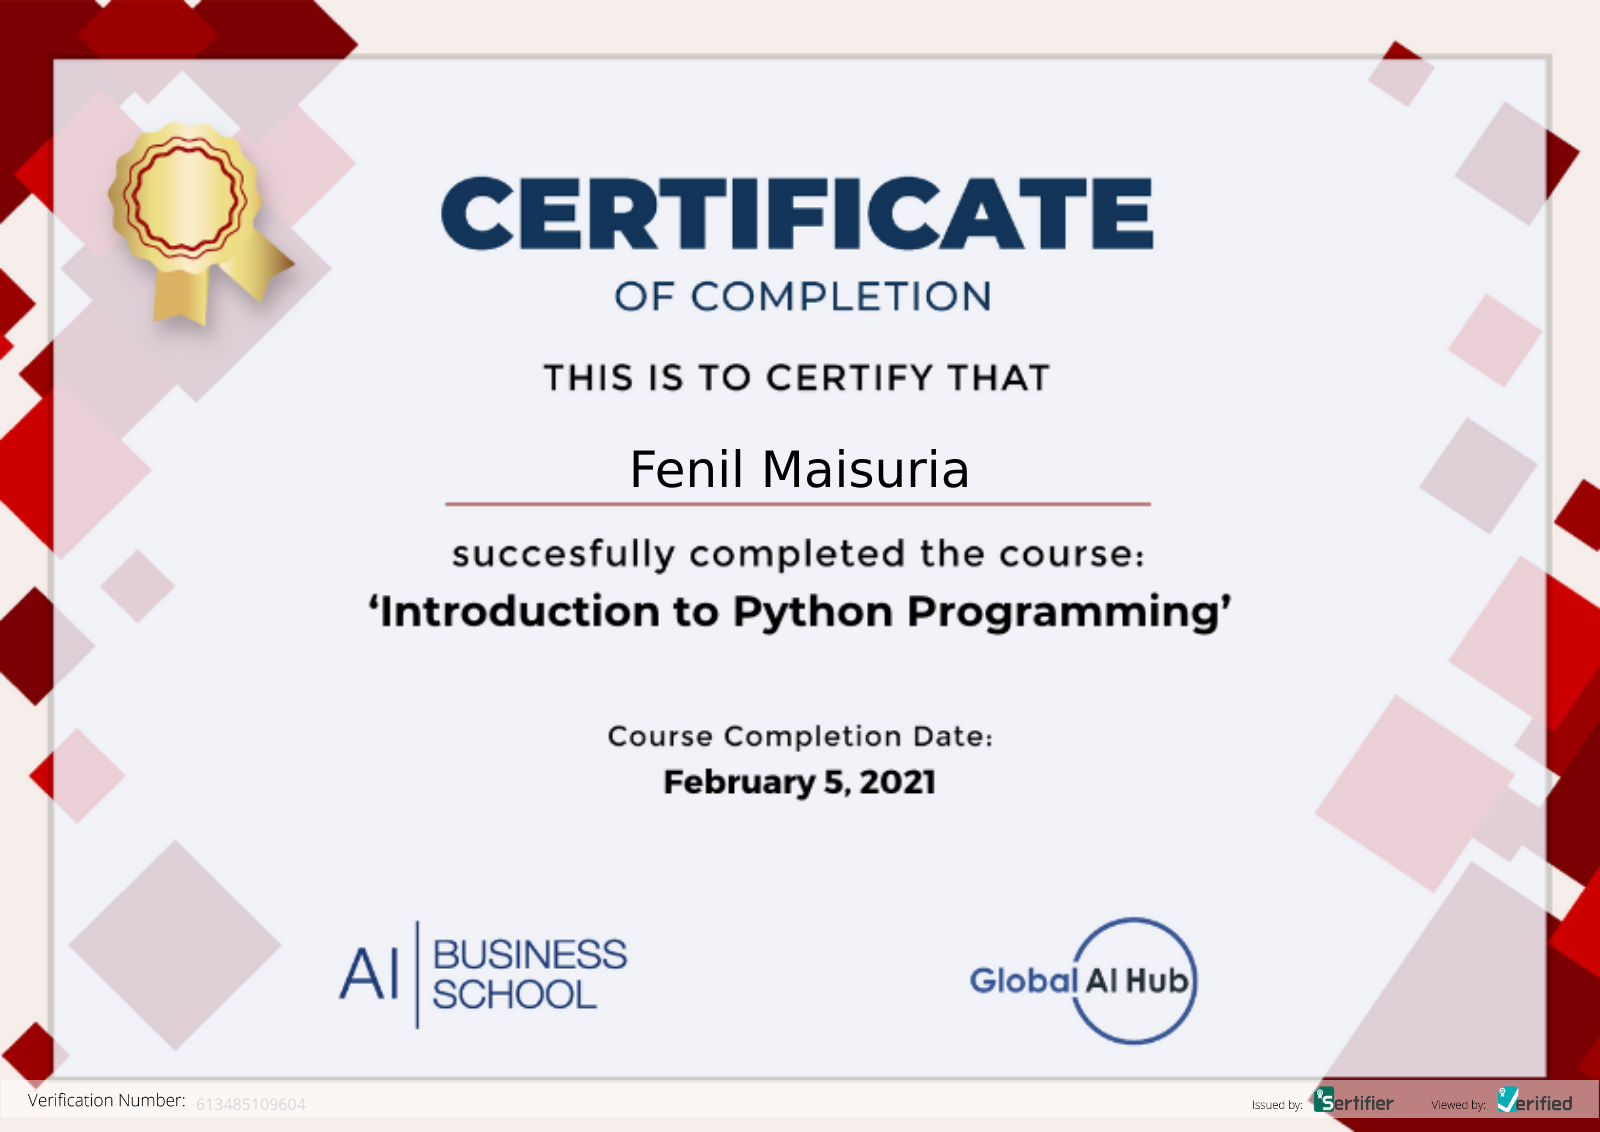 CERTIFICATE
OF COMPLETION
THIS IS TO CERTIFY THAT
Fenil Maisuria
succesfully completed the course:
‘Introduction to Python Programming’
Course Completion Date:
February 5, 2021
AI BUSINESS SCHOOL
Global AI Hub
Verification Number: 613485109604
Issued by: Sertifier Viewed by: Verified